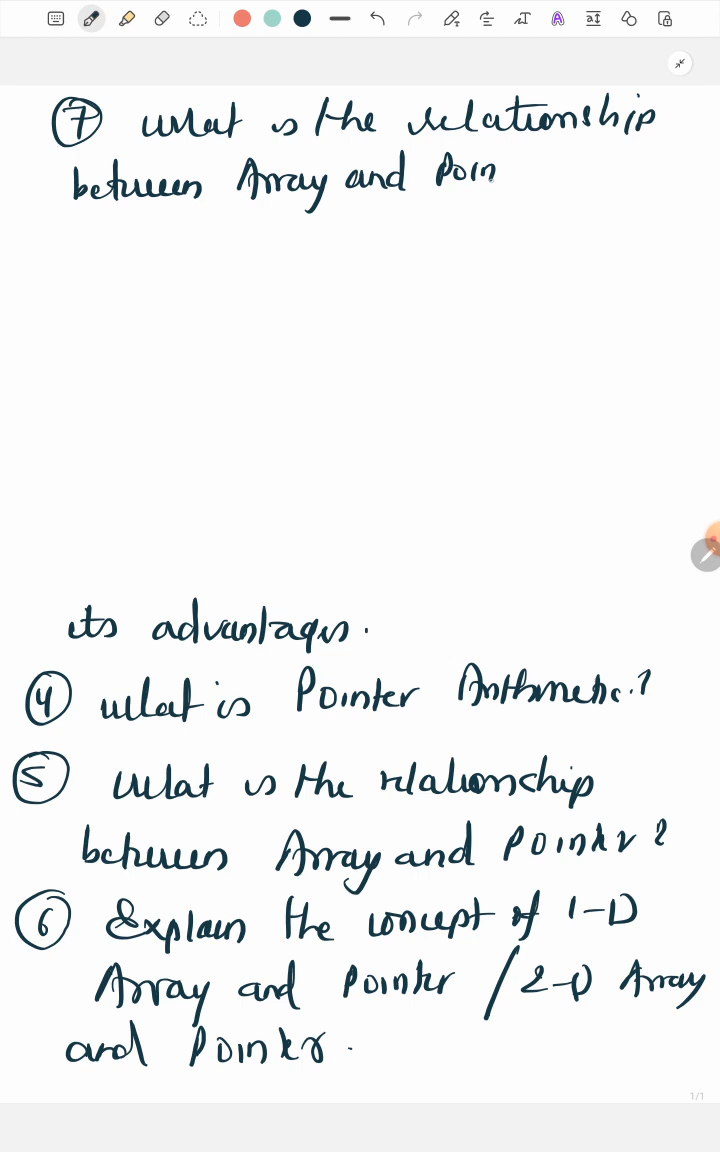 ⑦ what is the relationship
between Array and Poin
its advantages.
④ what is Pointer Arithmetic.?
⑤ what is the relationship
between Array and pointer?
⑥ Explain the concept of 1-D
Array and pointer / 2-D Array
and Pointer.
1/1